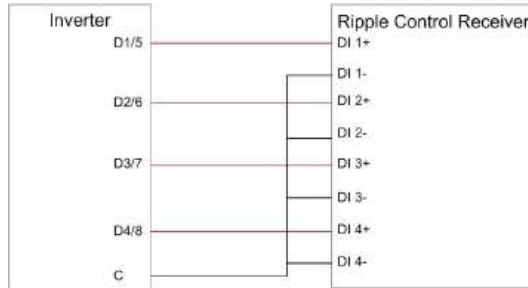 Inverter
D1/5
D2/6
D3/7
D4/8
C
Ripple Control Receiver
DI 1+
DI 1-
DI 2+
DI 2-
DI 3+
DI 3-
DI 4+
DI 4-